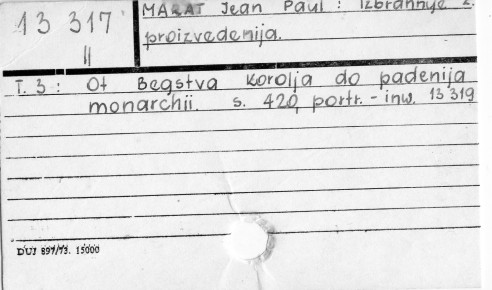 13 317
II
MARAT Jean Paul: Izbrannye 2.
proizvedenija.
T. 3: Ot Begstva korolja do padenija
monarchii. s. 420, portr. - inw. 13 319
DUJ 897/73. 15000